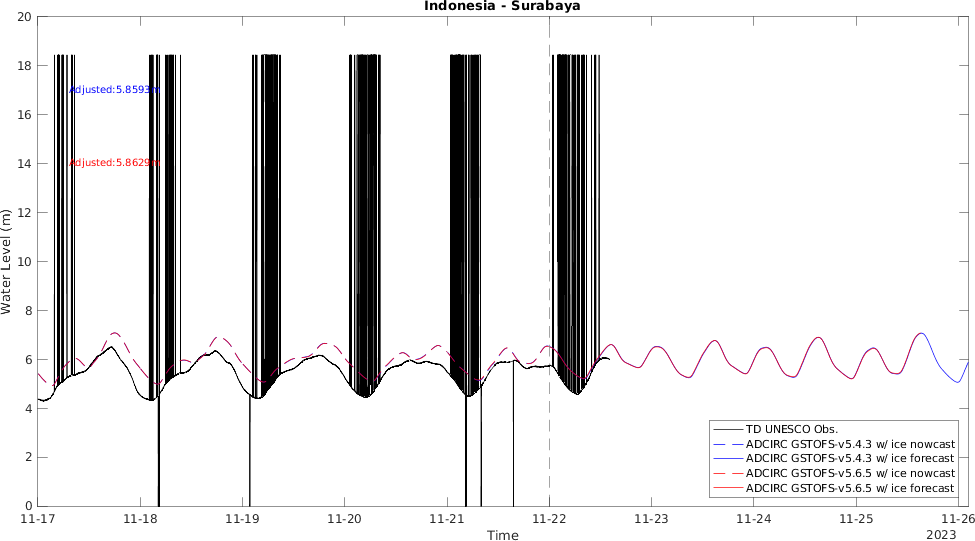 Indonesia - Surabaya
20
18
16
14
12
10
8
6
4
2
0
Water Level (m)
Adjusted:5.8593m
Adjusted:5.8629m
TD UNESCO Obs.
ADCIRC GSTOFS-v5.4.3 w/ ice nowcast
ADCIRC GSTOFS-v5.4.3 w/ ice forecast
ADCIRC GSTOFS-v5.6.5 w/ ice nowcast
ADCIRC GSTOFS-v5.6.5 w/ ice forecast
11-17 11-18 11-19 11-20 11-21 11-22 11-23 11-24 11-25 11-26
Time
2023